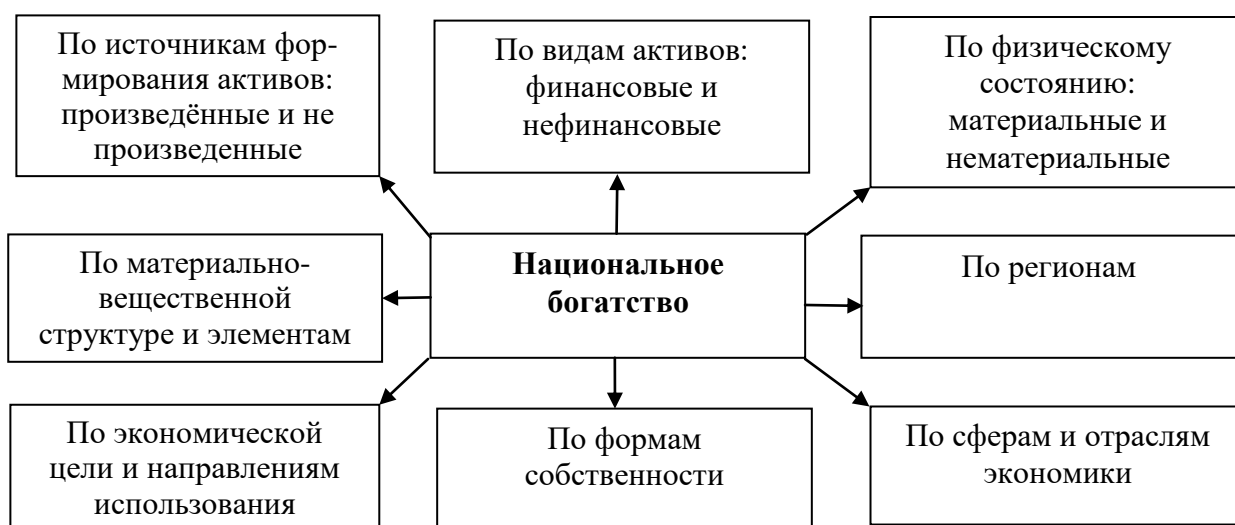 По источникам фор-
мирования активов:
произведённые и не
произведенные
По видам активов:
финансовые и
нефинансовые
По физическому
состоянию:
материальные и
нематериальные
По материально-
вещественной
структуре и элементам
Национальное
богатство
По регионам
По экономической
цели и направлениям
использования
По формам
собственности
По сферам и отраслям
экономики